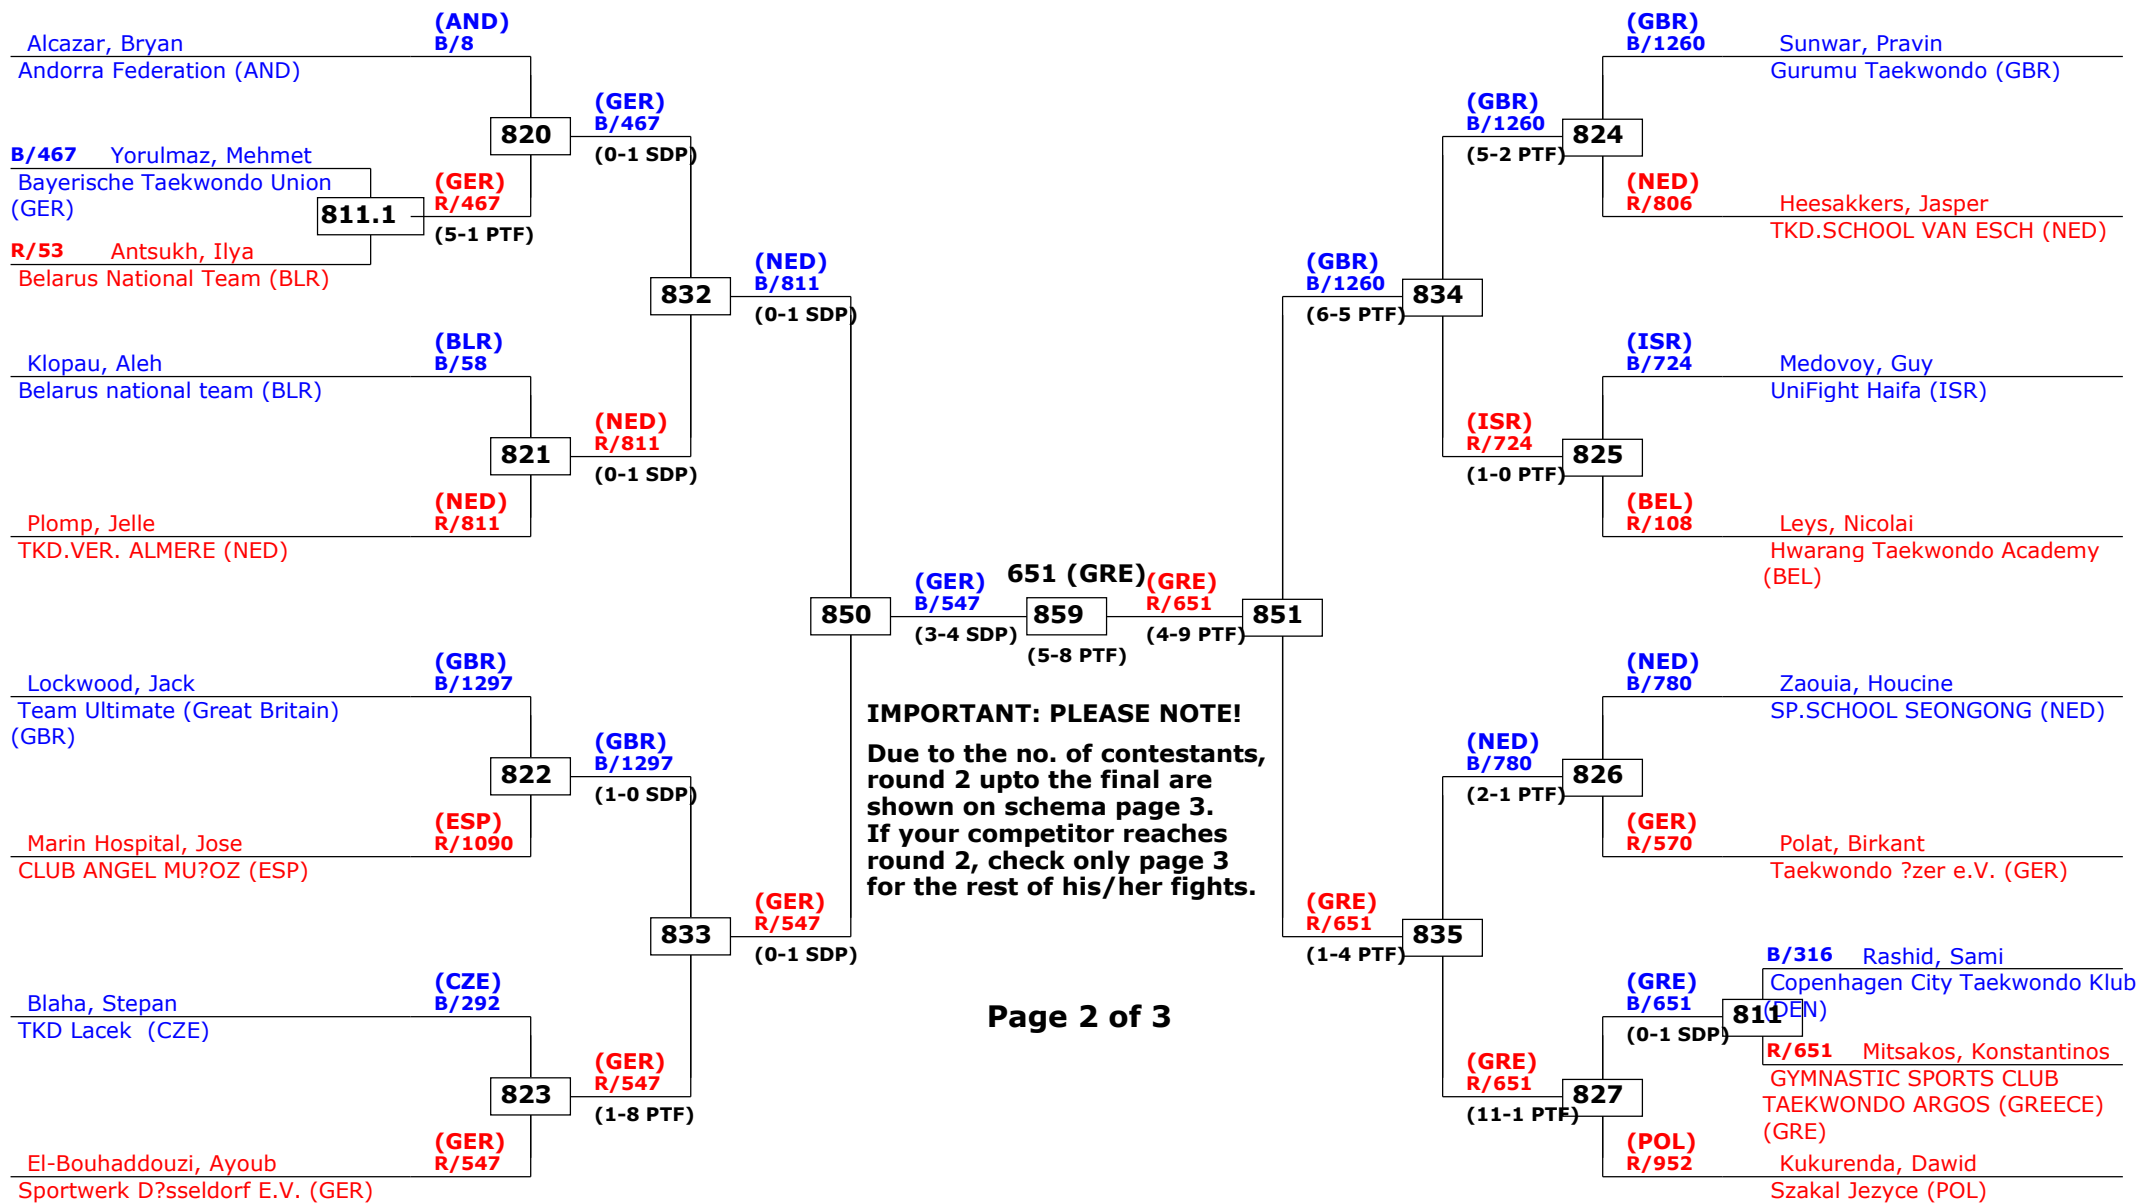 (AND)
Alcazar, Bryan B/8
Andorra Federation (AND)
(GER)
B/467
820
(0-1 SDP)
B/467 Yorulmaz, Mehmet
Bayerische Taekwondo Union
(GER)
(GER)
R/467
811.1
(5-1 PTF)
R/53 Antsukh, Ilya
Belarus National Team (BLR)
(NED)
B/811
832
(0-1 SDP)
(BLR)
Klopau, Aleh B/58
Belarus national team (BLR)
(NED)
R/811
821
(0-1 SDP)
(NED)
Plomp, Jelle R/811
TKD.VER. ALMERE (NED)
(GER)
B/547
850
(3-4 SDP)
651 (GRE)
859
(5-8 PTF)
(GRE)
R/651
851
(4-9 PTF)
(GBR)
Lockwood, Jack B/1297
Team Ultimate (Great Britain)
(GBR)
(GBR)
B/1297
822
(1-0 SDP)
(ESP)
Marin Hospital, Jose R/1090
CLUB ANGEL MU?OZ (ESP)
(GER)
R/547
833
(0-1 SDP)
(CZE)
Blaha, Stepan B/292
TKD Lacek (CZE)
(GER)
R/547
823
(1-8 PTF)
(GER)
El-Bouhaddouzi, Ayoub R/547
Sportwerk D?sseldorf E.V. (GER)
IMPORTANT: PLEASE NOTE!
Due to the no. of contestants,
round 2 upto the final are
shown on schema page 3.
If your competitor reaches
round 2, check only page 3
for the rest of his/her fights.
Page 2 of 3
(GBR)
B/1260 Sunwar, Pravin
Gurumu Taekwondo (GBR)
(GBR)
B/1260
824
(5-2 PTF)
(NED)
R/806 Heesakkers, Jasper
TKD.SCHOOL VAN ESCH (NED)
(GBR)
B/1260
834
(6-5 PTF)
(ISR)
B/724 Medovoy, Guy
UniFight Haifa (ISR)
(ISR)
R/724
825
(1-0 PTF)
(BEL)
R/108 Leys, Nicolai
Hwarang Taekwondo Academy
(BEL)
(NED)
B/780 Zaouia, Houcine
SP.SCHOOL SEONGONG (NED)
(NED)
B/780
826
(2-1 PTF)
(GER)
R/570 Polat, Birkant
Taekwondo ?zer e.V. (GER)
(GRE)
R/651
835
(1-4 PTF)
B/316 Rashid, Sami
Copenhagen City Taekwondo Klub
(DEN)
(GRE)
B/651
811
(0-1 SDP)
R/651 Mitsakos, Konstantinos
GYMNASTIC SPORTS CLUB
TAEKWONDO ARGOS (GREECE)
(GRE)
(GRE)
R/651
827
(11-1 PTF)
(POL)
R/952 Kukurenda, Dawid
Szakal Jezyce (POL)